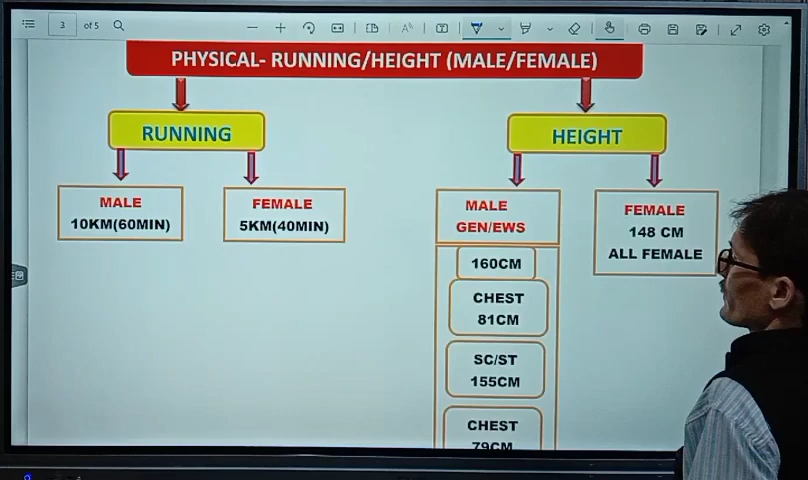 3 of 5
PHYSICAL- RUNNING/HEIGHT (MALE/FEMALE)
RUNNING
HEIGHT
MALE
10KM(60MIN)
FEMALE
5KM(40MIN)
MALE
GEN/EWS
160CM
CHEST
81CM
SC/ST
155CM
CHEST
79CM
FEMALE
148 CM
ALL FEMALE